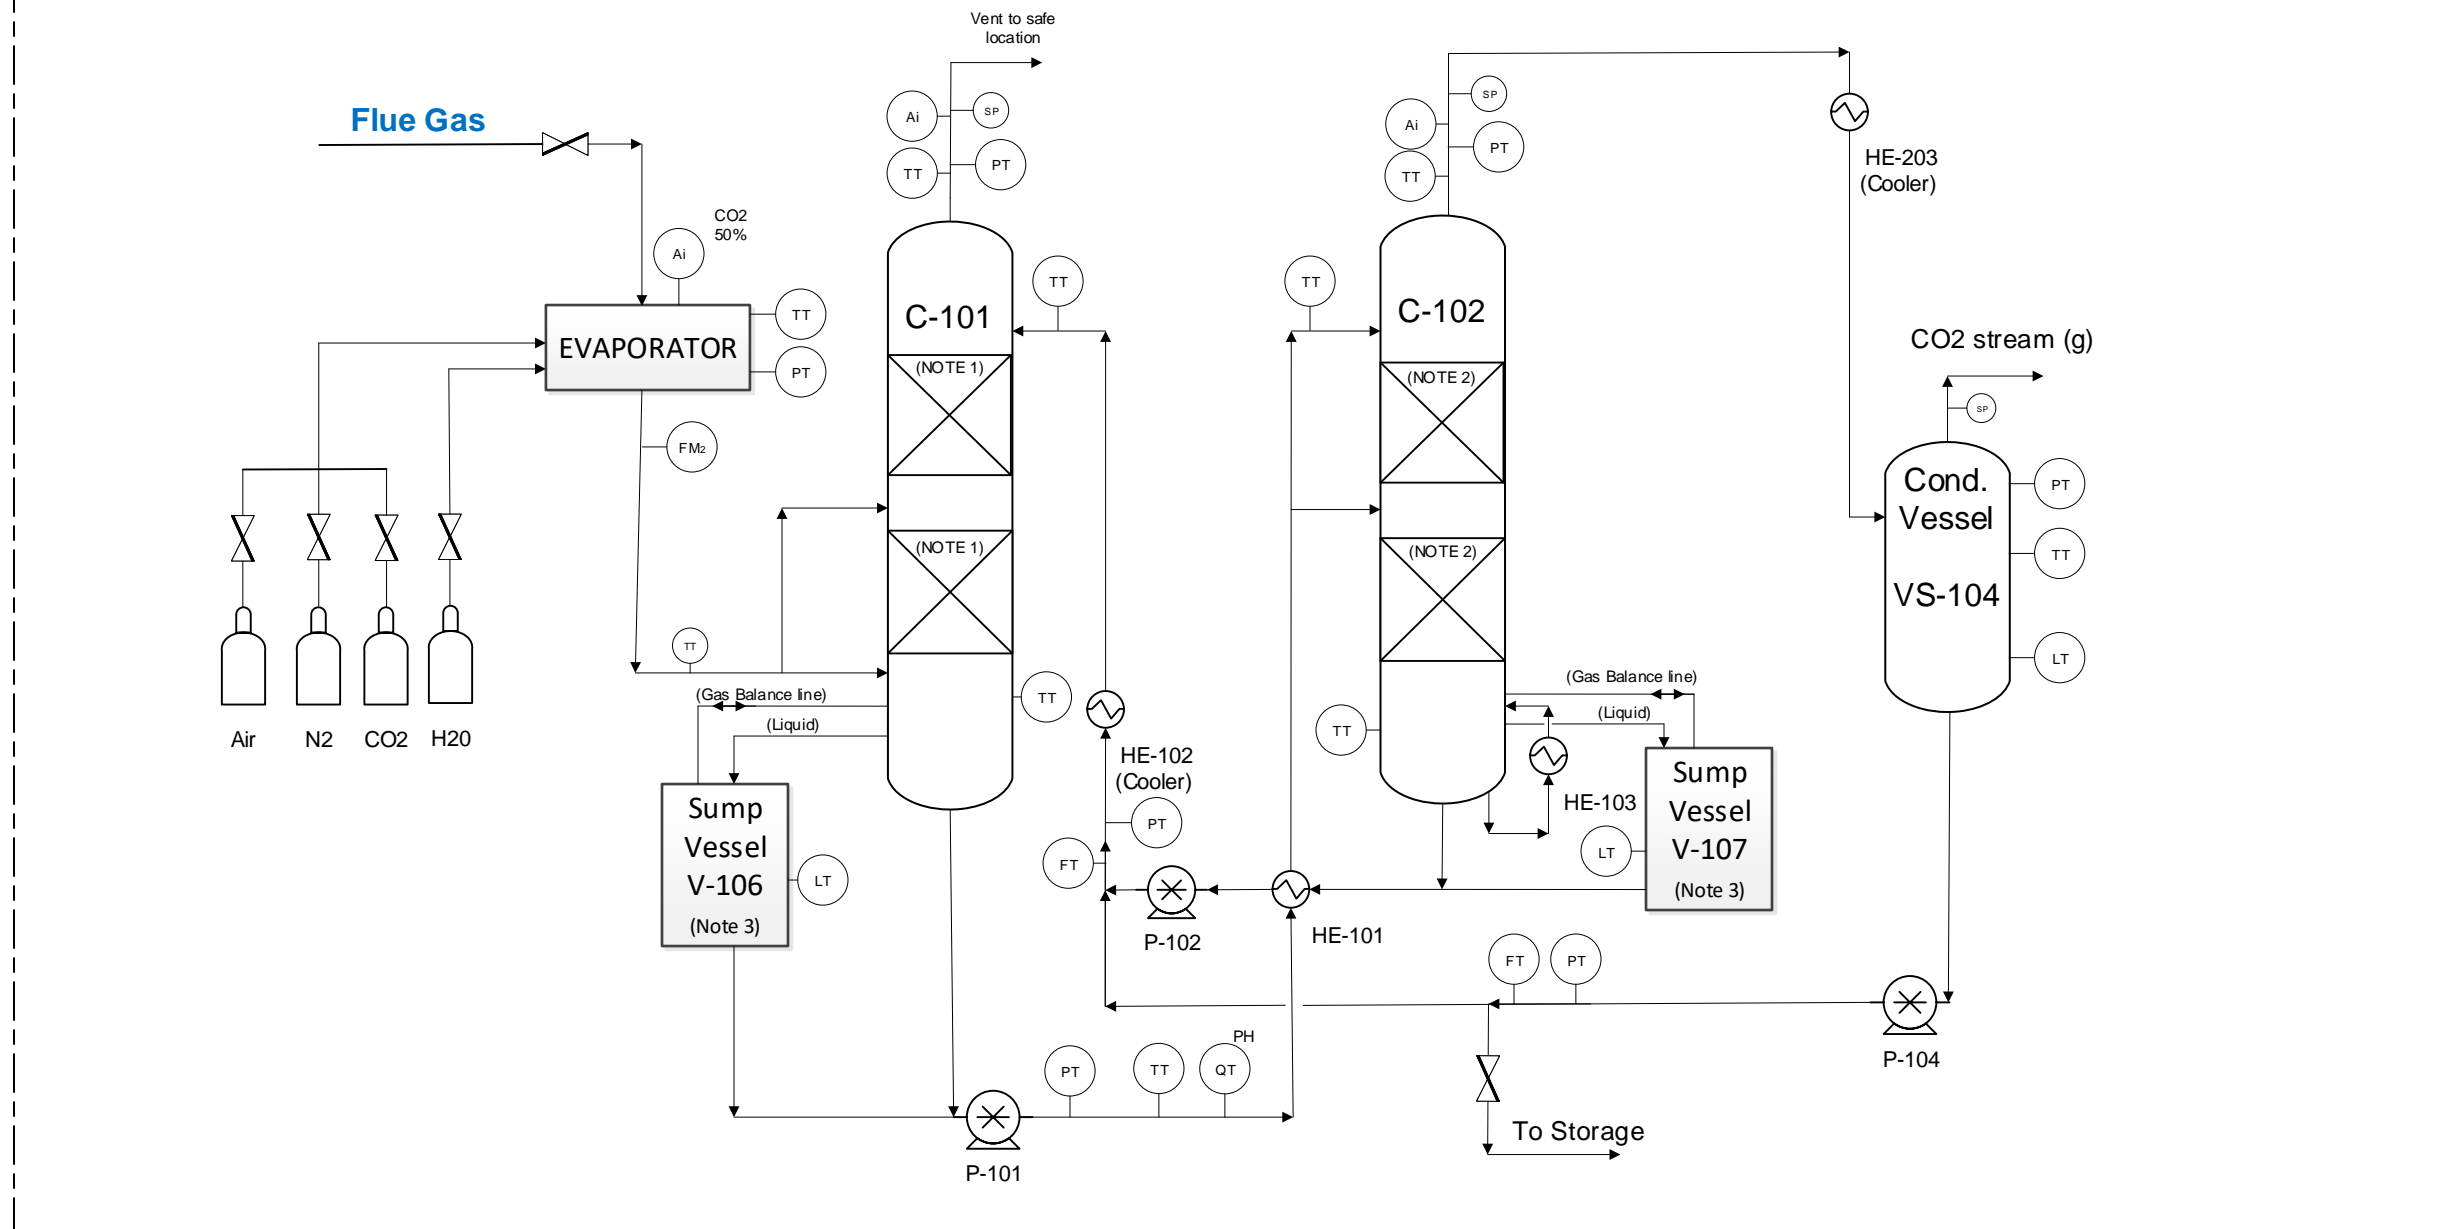 Vent to safe
location
Flue Gas
Ai
SP
TT
PT
Ai
SP
TT
PT
HE-203
(Cooler)
CO2
50%
Ai
EVAPORATOR
TT
PT
FM2
C-101
(NOTE 1)
(NOTE 1)
TT
TT
C-102
(NOTE 2)
(NOTE 2)
TT
TT
CO2 stream (g)
SP
Cond.
Vessel
VS-104
PT
TT
LT
Air
N2
CO2
H20
TT
(Gas Balance line)
(Liquid)
Sump
Vessel
V-106
(Note 3)
LT
HE-102
(Cooler)
PT
FT
P-102
HE-101
(Gas Balance line)
(Liquid)
HE-103
Sump
Vessel
V-107
(Note 3)
LT
FT
PT
P-104
PT
TT
PH
QT
P-101
To Storage